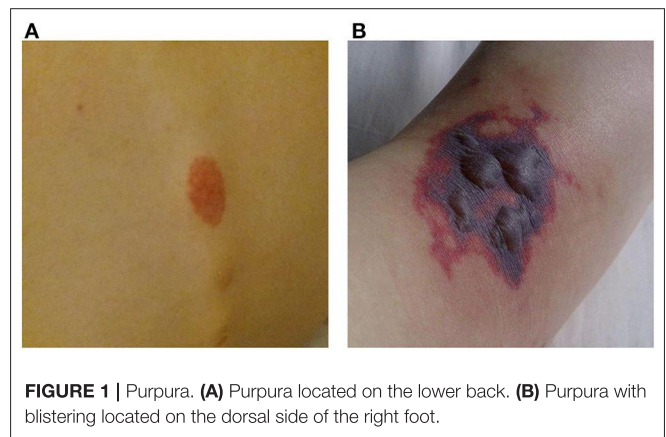 A
B
FIGURE 1 | Purpura. (A) Purpura located on the lower back. (B) Purpura with
blistering located on the dorsal side of the right foot.